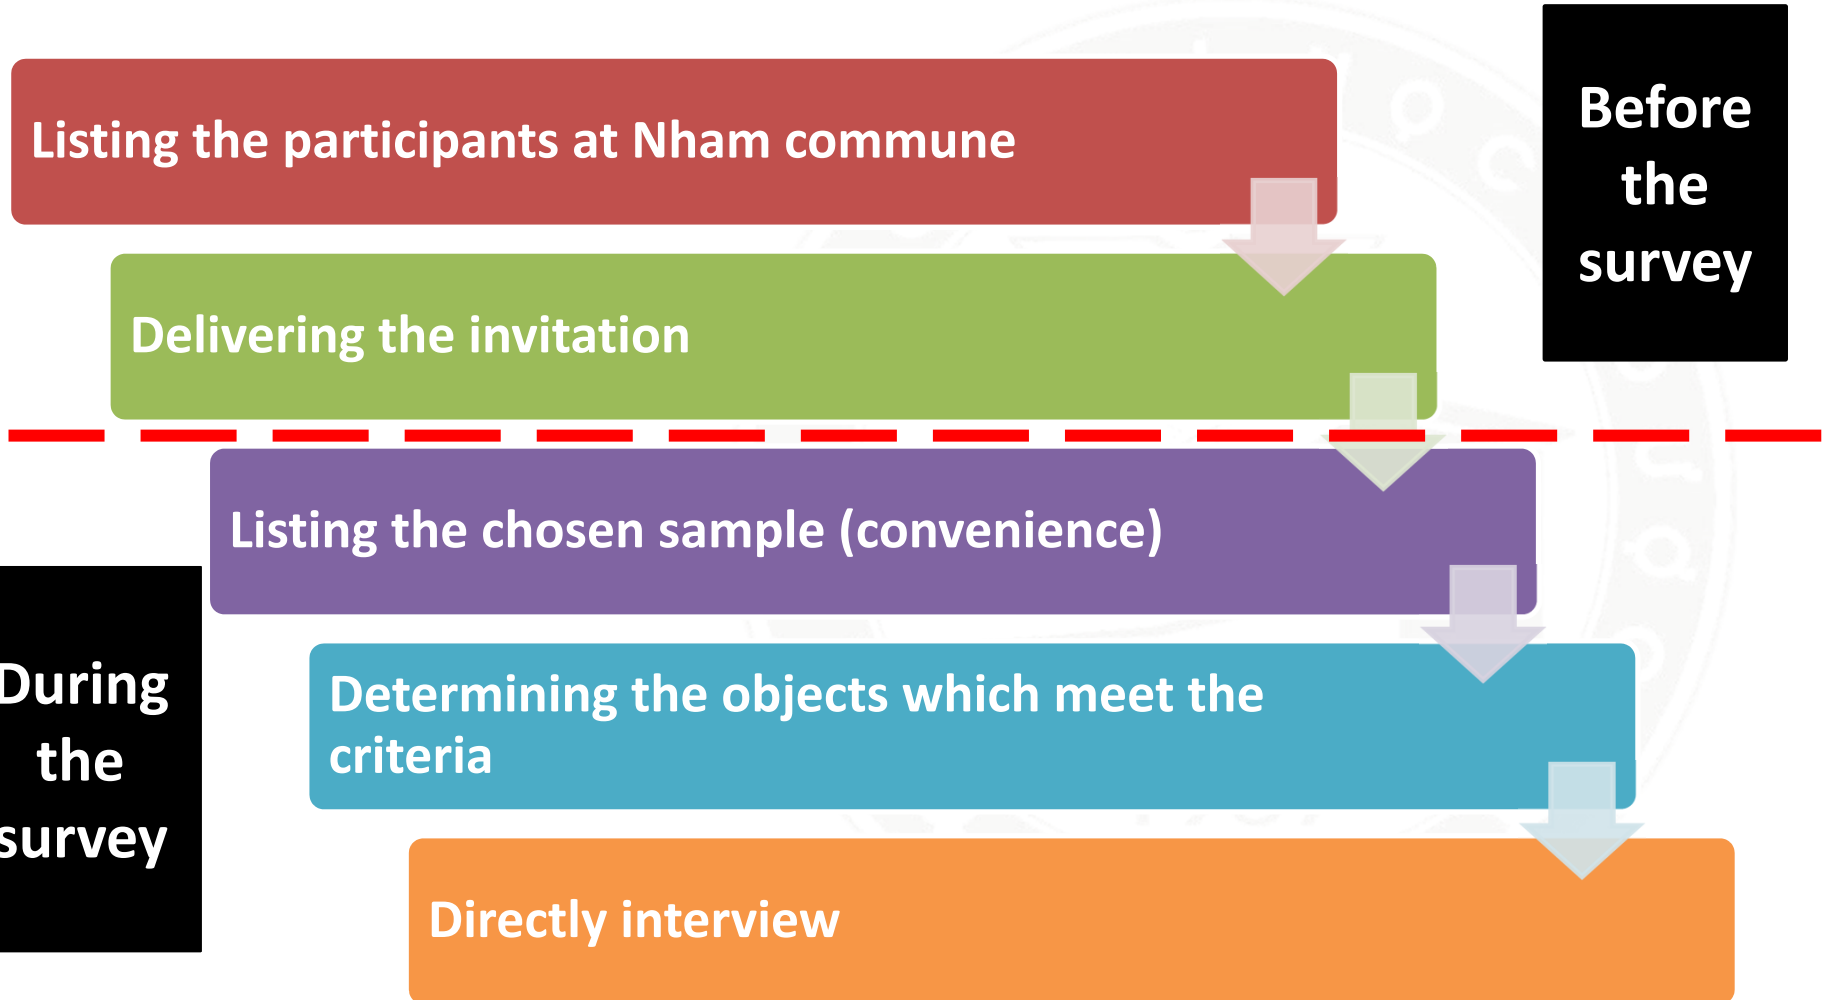 Listing the participants at Nham commune
Before
the
survey
Delivering the invitation
Listing the chosen sample (convenience)
During
the
survey
Determining the objects which meet the
criteria
Directly interview